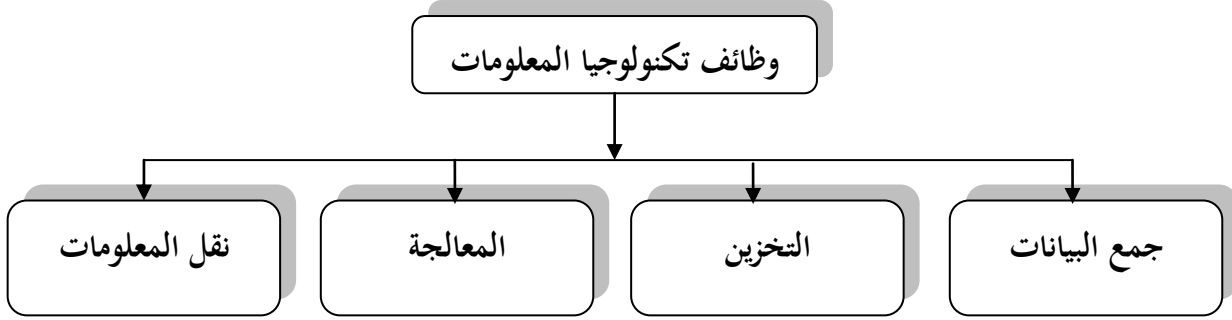 وظائف تكنولوجيا المعلومات
جمع البيانات
التخزين
المعالجة
نقل المعلومات